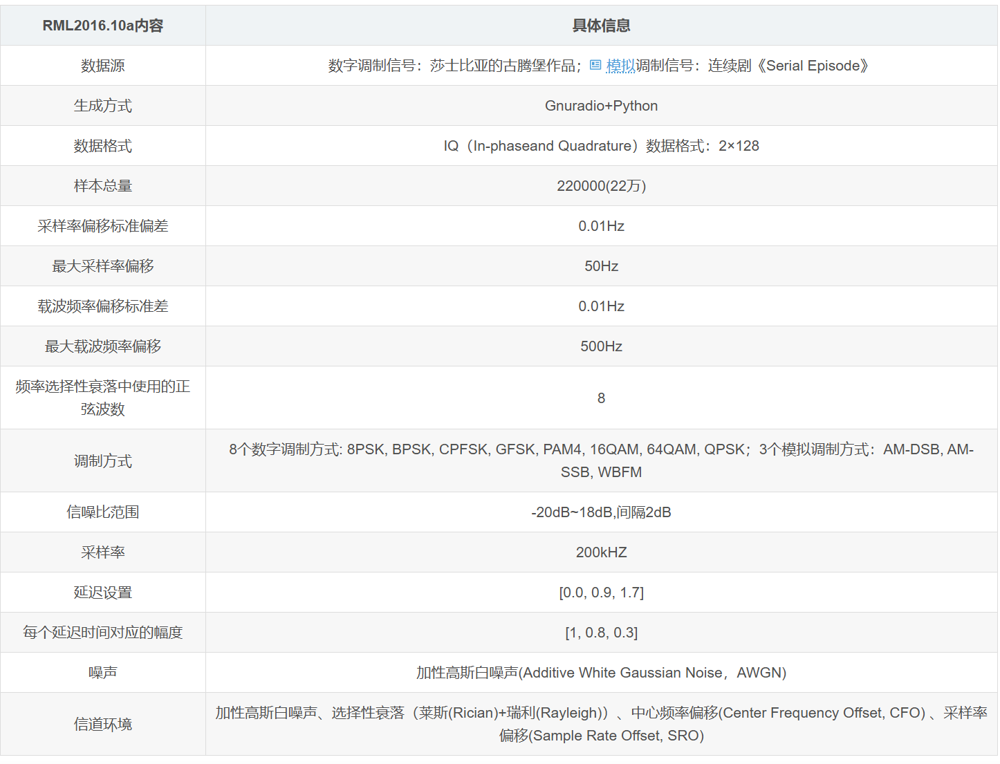 RML2016.10a内容
具体信息
数据源
数字调制信号：莎士比亚的古腾堡作品；模拟调制信号：连续剧《Serial Episode》
生成方式
Gnuradio+Python
数据格式
IQ（In-phaseand Quadrature）数据格式：2×128
样本总量
220000(22万)
采样率偏移标准偏差
0.01Hz
最大采样率偏移
50Hz
载波频率偏移标准差
0.01Hz
最大载波频率偏移
500Hz
频率选择性衰落中使用的正
弦波数
8
调制方式
8个数字调制方式: 8PSK, BPSK, CPFSK, GFSK, PAM4, 16QAM, 64QAM, QPSK；3个模拟调制方式：AM-DSB, AM-
SSB, WBFM
信噪比范围
-20dB~18dB,间隔2dB
采样率
200kHZ
延迟设置
[0.0, 0.9, 1.7]
每个延迟时间对应的幅度
[1, 0.8, 0.3]
噪声
加性高斯白噪声(Additive White Gaussian Noise，AWGN)
信道环境
加性高斯白噪声、选择性衰落（莱斯(Rician)+瑞利(Rayleigh)）、中心频率偏移(Center Frequency Offset, CFO) 、采样率
偏移(Sample Rate Offset, SRO)